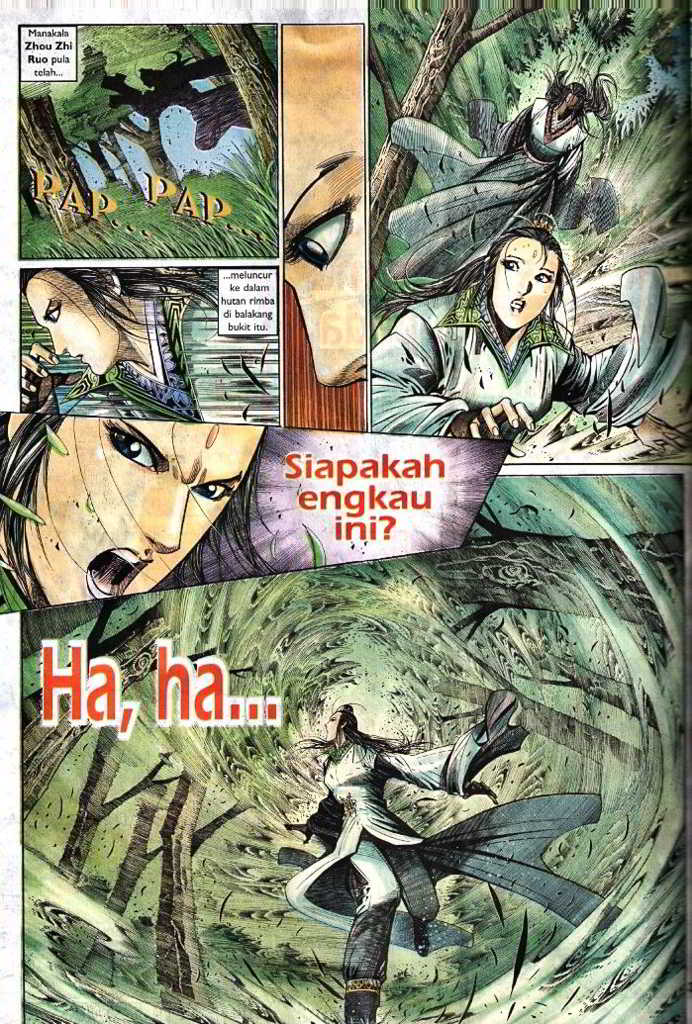 Manakala
Zhou Zhi
Ruo pula
telah...
PAP... PAP...
...meluncur
ke dalam
hutan rimba
di balakang
bukit itu.
Siapakah
engkau
ini?
Ha, ha...